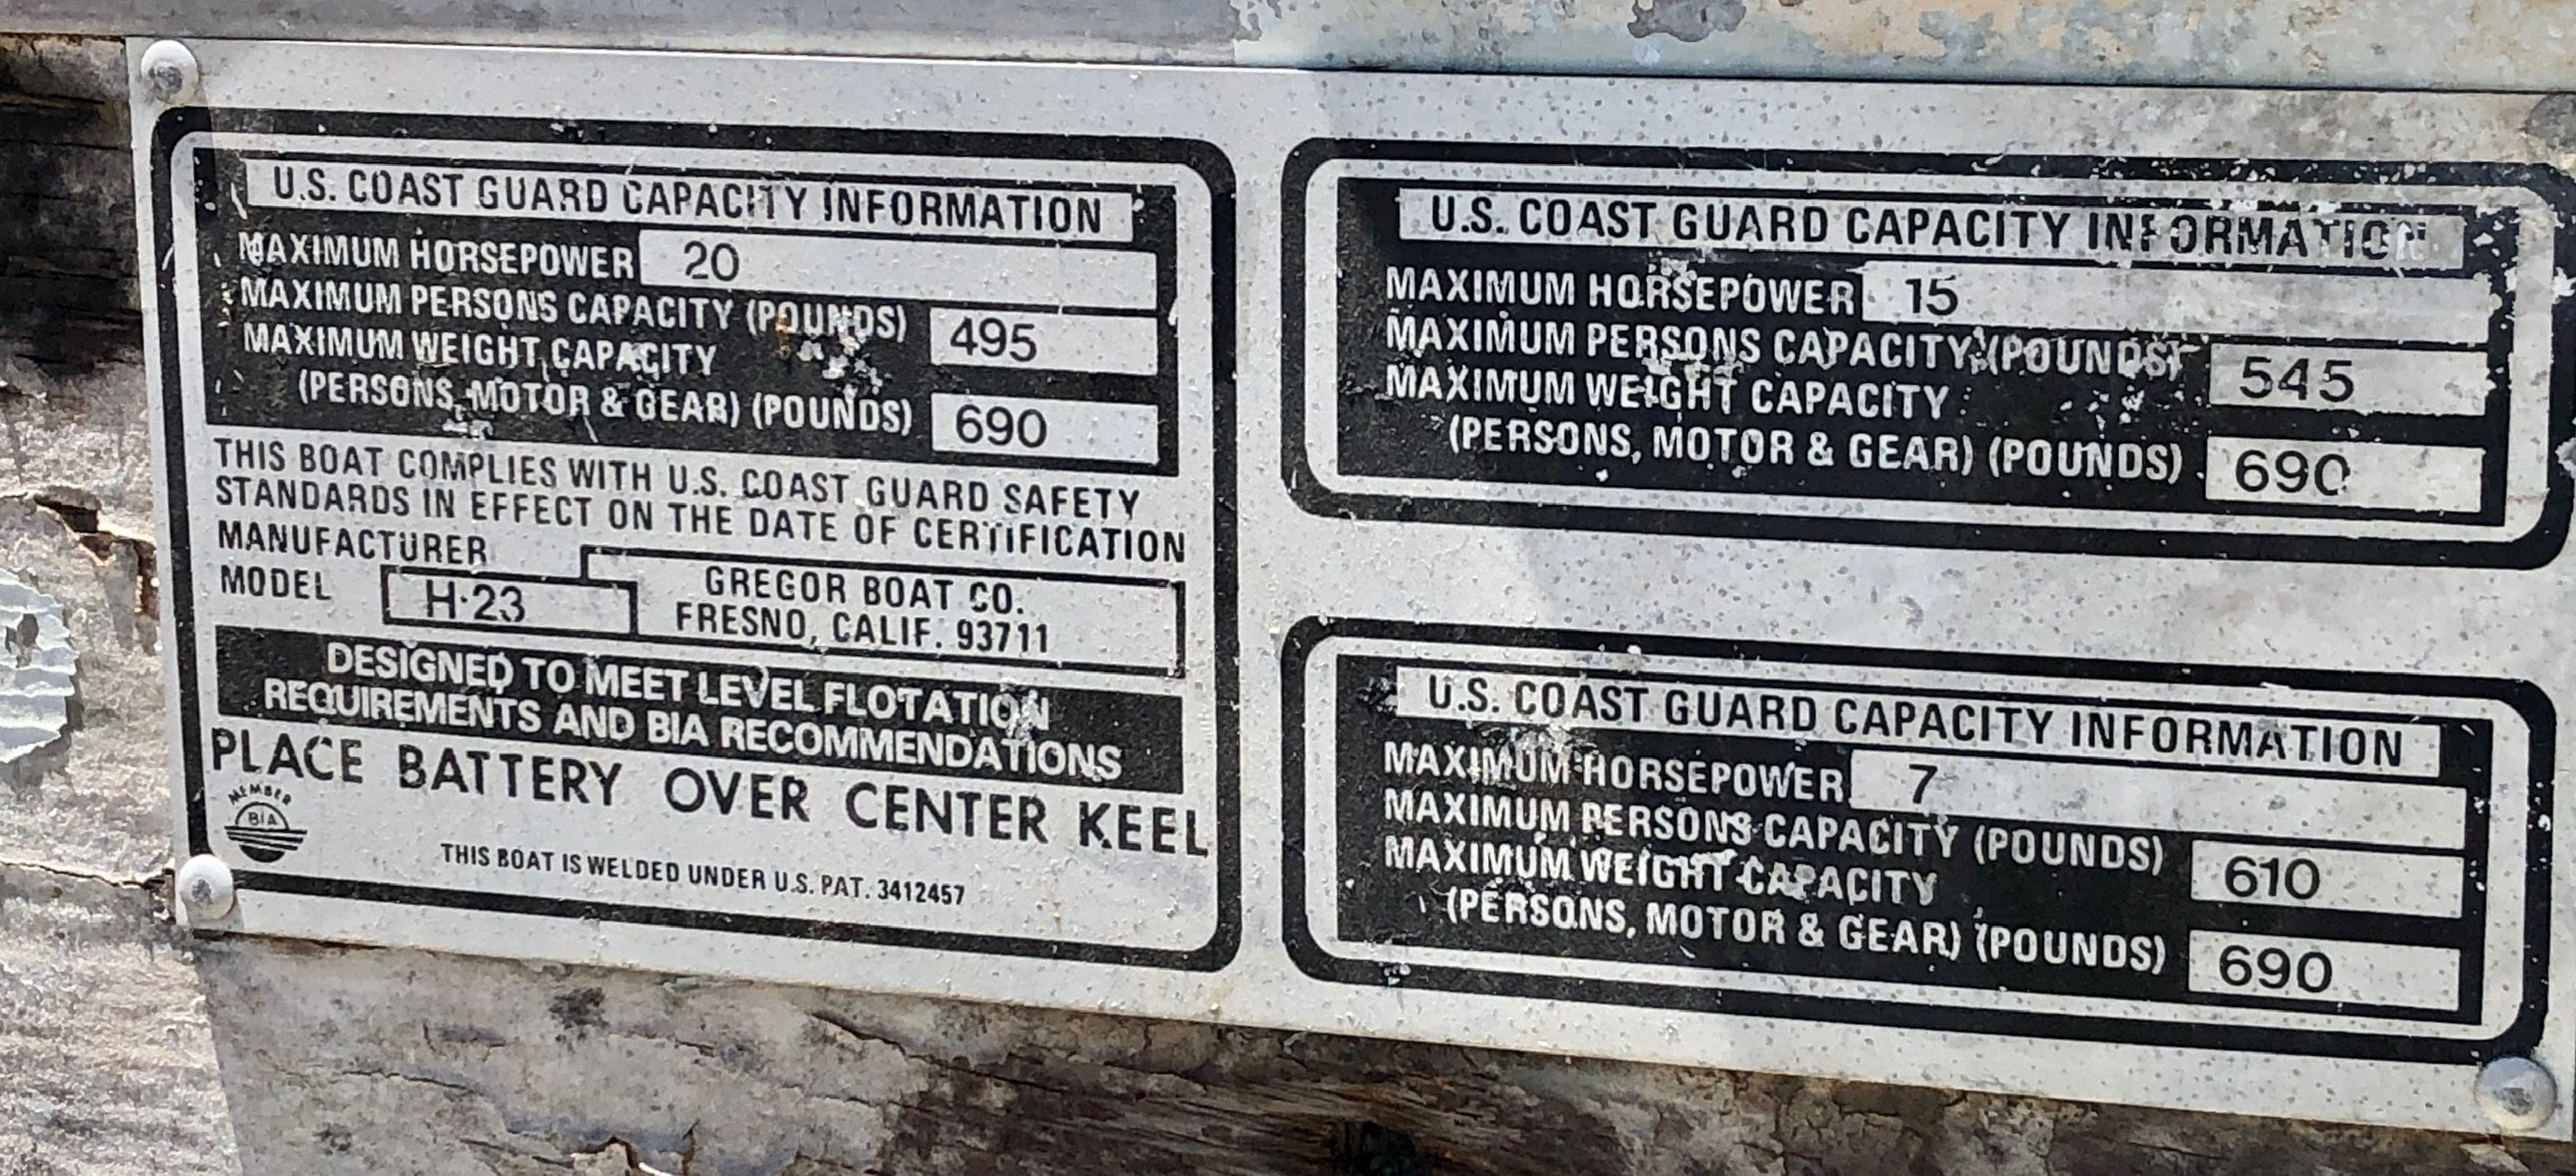 U.S. COAST GUARD CAPACITY INFORMATION
MAXIMUM HORSEPOWER 20
MAXIMUM PERSONS CAPACITY (POUNDS) 495
MAXIMUM WEIGHT CAPACITY
(PERSONS, MOTOR & GEAR) (POUNDS) 690
THIS BOAT COMPLIES WITH U.S. COAST GUARD SAFETY
STANDARDS IN EFFECT ON THE DATE OF CERTIFICATION
MANUFACTURER
GREGOR BOAT CO.
MODEL H·23
FRESNO, CALIF. 93711
DESIGNED TO MEET LEVEL FLOTATION
REQUIREMENTS AND BIA RECOMMENDATIONS
PLACE BATTERY OVER CENTER KEEL
MEMBER
BIA
THIS BOAT IS WELDED UNDER U.S. PAT. 3412457
U.S. COAST GUARD CAPACITY INFORMATION
MAXIMUM HORSEPOWER 15
MAXIMUM PERSONS CAPACITY (POUNDS) 545
MAXIMUM WEIGHT CAPACITY
(PERSONS, MOTOR & GEAR) (POUNDS) 690
U.S. COAST GUARD CAPACITY INFORMATION
MAXIMUM HORSEPOWER 7
MAXIMUM PERSONS CAPACITY (POUNDS) 610
MAXIMUM WEIGHT CAPACITY
(PERSONS, MOTOR & GEAR) (POUNDS) 690